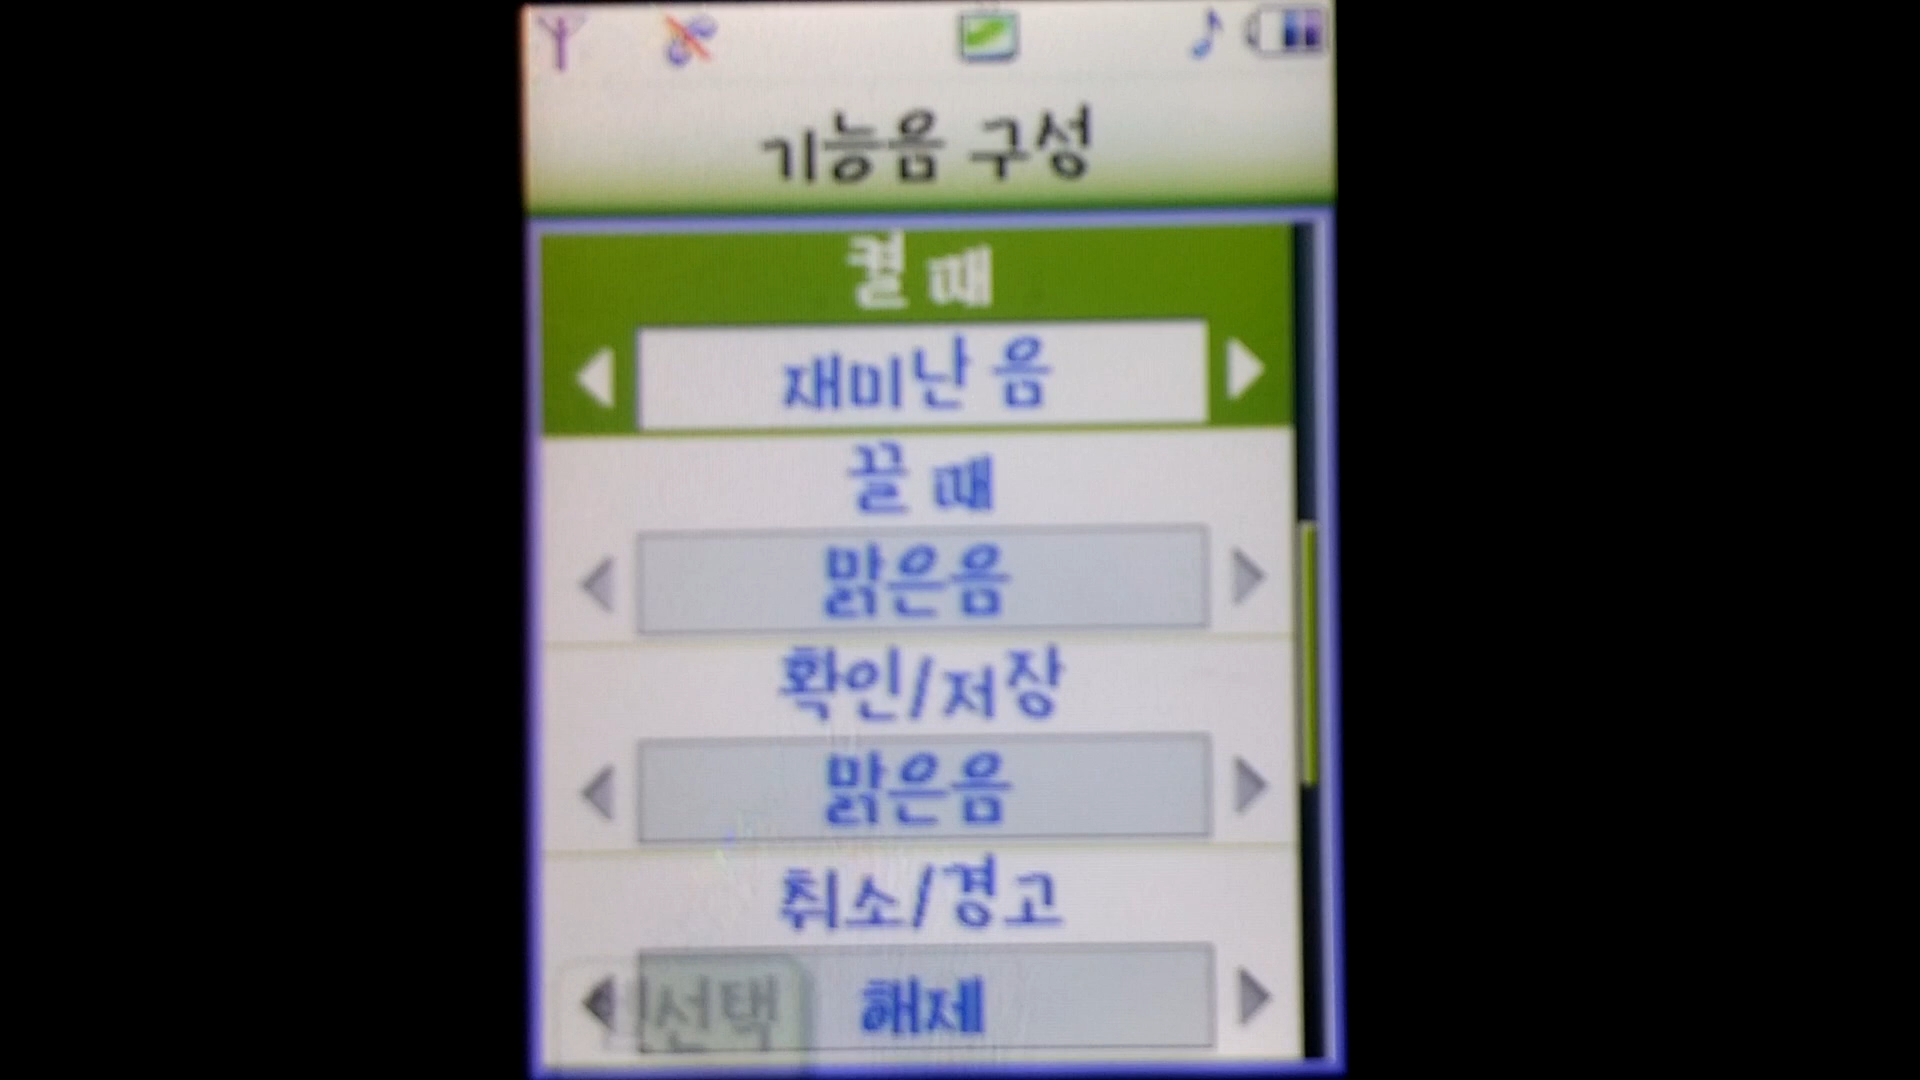 기능음 구성
켤 때
재미난 음
끌 때
맑은음
확인/저장
맑은음
취소/경고
해제
선택